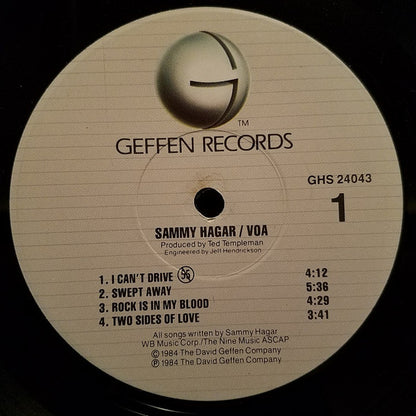 G
™
GEFFEN RECORDS
GHS 24043
1
SAMMY HAGAR / VOA
Produced by Ted Templeman
Engineered by Jeff Hendrickson
1. I CAN'T DRIVE 55 4:12
2. SWEPT AWAY 5:36
3. ROCK IS IN MY BLOOD 4:29
4. TWO SIDES OF LOVE 3:41
All songs written by Sammy Hagar
WB Music Corp./The Nine Music ASCAP
© 1984 The David Geffen Company
℗ 1984 The David Geffen Company